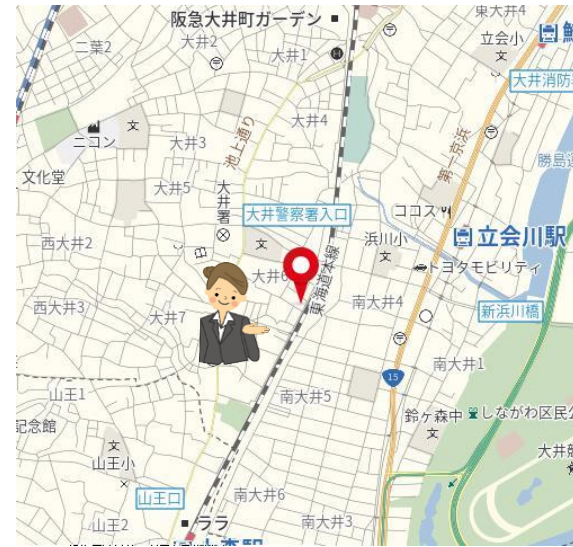 阪急大井町ガーデン
東大井4
二葉2
大井2
大井1
立会小
文
大井消防
文
ニコン
大井3
池上通り
大井4
第一京浜
勝島運
文化堂
大井5
大井署
大井警察署入口
ココス
西大井2
文
浜川小
文
立会川駅
トヨタモビリティ
大井6
東海道本線
西大井3
大井7
南大井4
新浜川橋
15
南大井1
山王1
南大井5
鈴ヶ森中
文
しながわ区民公
記念館
文
山王小
大井競
山王口
南大井6
山王2
ララ
南大井3